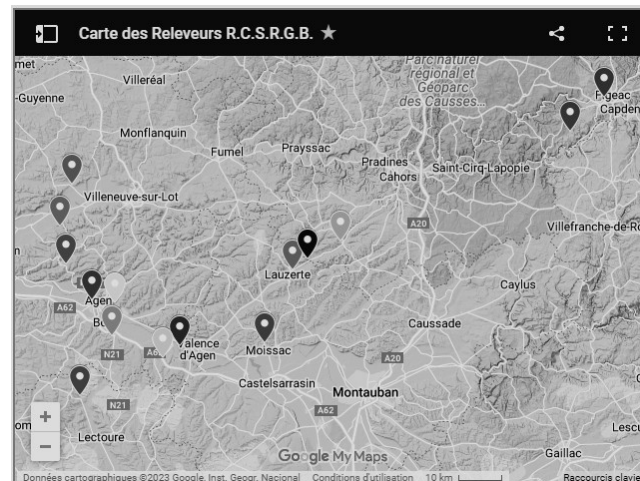 Carte des Releveurs R.C.S.R.G.B. ★
Parc naturel
régional et
Géoparc
des Causses...
met
-Guyenne
Villeréal
Figeac
Capden
Monflanquin
Fumel
Prayssac
Pradines
Cahors
Saint-Cirq-Lapopie
Villeneuve-sur-Lot
A20
Villefranche-de-Ro
n
Lauzerte
Caylus
Agen
A62
Caussade
Valence
d'Agen
Moissac
N21
A20
Castelsarrasin
Montauban
N21
A62
om
Lectoure
Lescu
Gaillac
+
−
Google My Maps
Données cartographiques ©2023 Google, Inst. Geogr. Nacional Conditions d'utilisation 10 km Raccourcis clavie